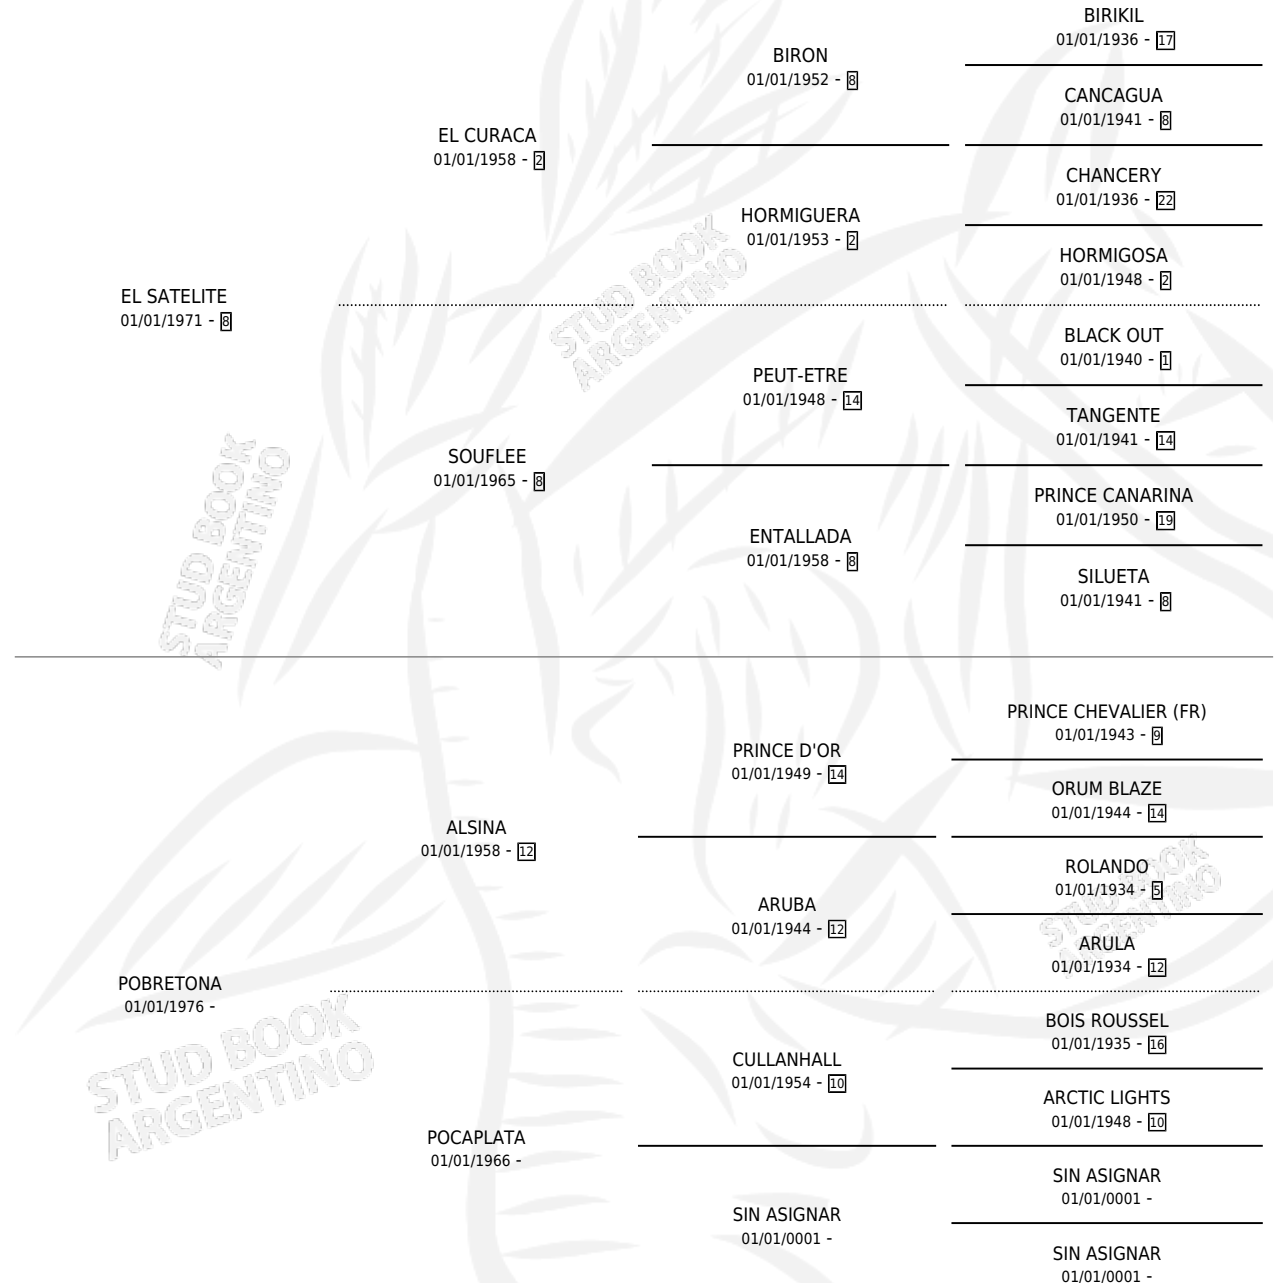 BIRIKIL
01/01/1936 - 17
BIRON
01/01/1952 - 8
CANCAGUA
01/01/1941 - 8
EL CURACA
01/01/1958 - 2
CHANCERY
01/01/1936 - 22
HORMIGUERA
01/01/1953 - 2
HORMIGOSA
01/01/1948 - 2
EL SATELITE
01/01/1971 - 8
STUD BOOK
ARGENTINO
BLACK OUT
01/01/1940 - 1
PEUT-ETRE
01/01/1948 - 14
TANGENTE
01/01/1941 - 14
SOUFLEE
01/01/1965 - 8
PRINCE CANARINA
01/01/1950 - 19
ENTALLADA
01/01/1958 - 8
SILUETA
01/01/1941 - 8
STUD BOOK
ARGENTINO
PRINCE CHEVALIER (FR)
01/01/1943 - 9
PRINCE D'OR
01/01/1949 - 14
ORUM BLAZE
01/01/1944 - 14
ALSINA
01/01/1958 - 12
ROLANDO
01/01/1934 - 5
ARUBA
01/01/1944 - 12
STUD BOOK
ARGENTINO
ARULA
01/01/1934 - 12
POBRETONA
01/01/1976 -
BOIS ROUSSEL
01/01/1935 - 16
CULLANHALL
01/01/1954 - 10
STUD BOOK
ARGENTINO
ARCTIC LIGHTS
01/01/1948 - 10
POCAPLATA
01/01/1966 -
SIN ASIGNAR
01/01/0001 -
SIN ASIGNAR
01/01/0001 -
SIN ASIGNAR
01/01/0001 -